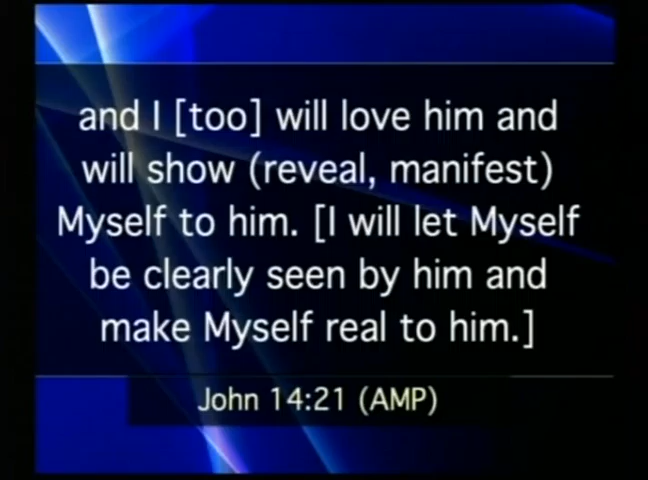 and I [too] will love him and
will show (reveal, manifest)
Myself to him. [I will let Myself
be clearly seen by him and
make Myself real to him.]
John 14:21 (AMP)